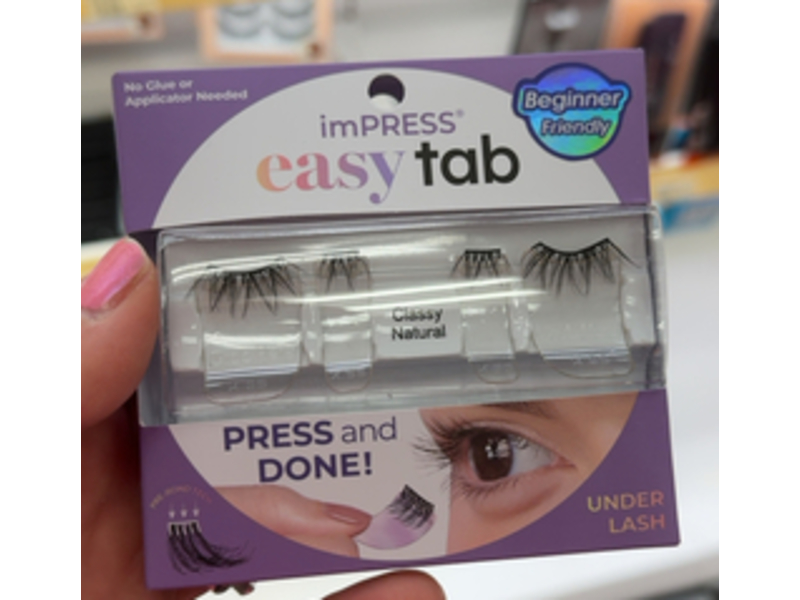 No Glue or
Applicator Needed
Beginner
Friendly
imPRESS®
easy tab
Classy
Natural
PRESS and
DONE!
UNDER
LASH